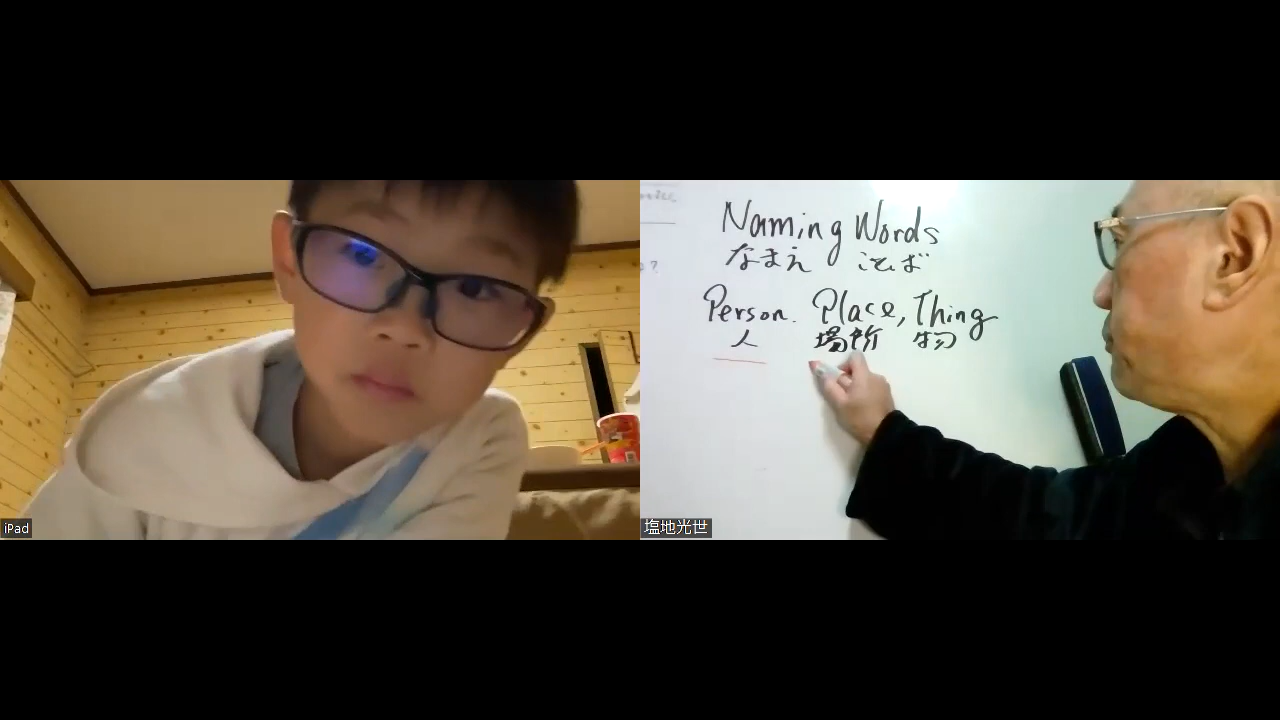 Naming Words
なまえ ことば
Person. Place, Thing
人 場所 物
iPad
塩地光世